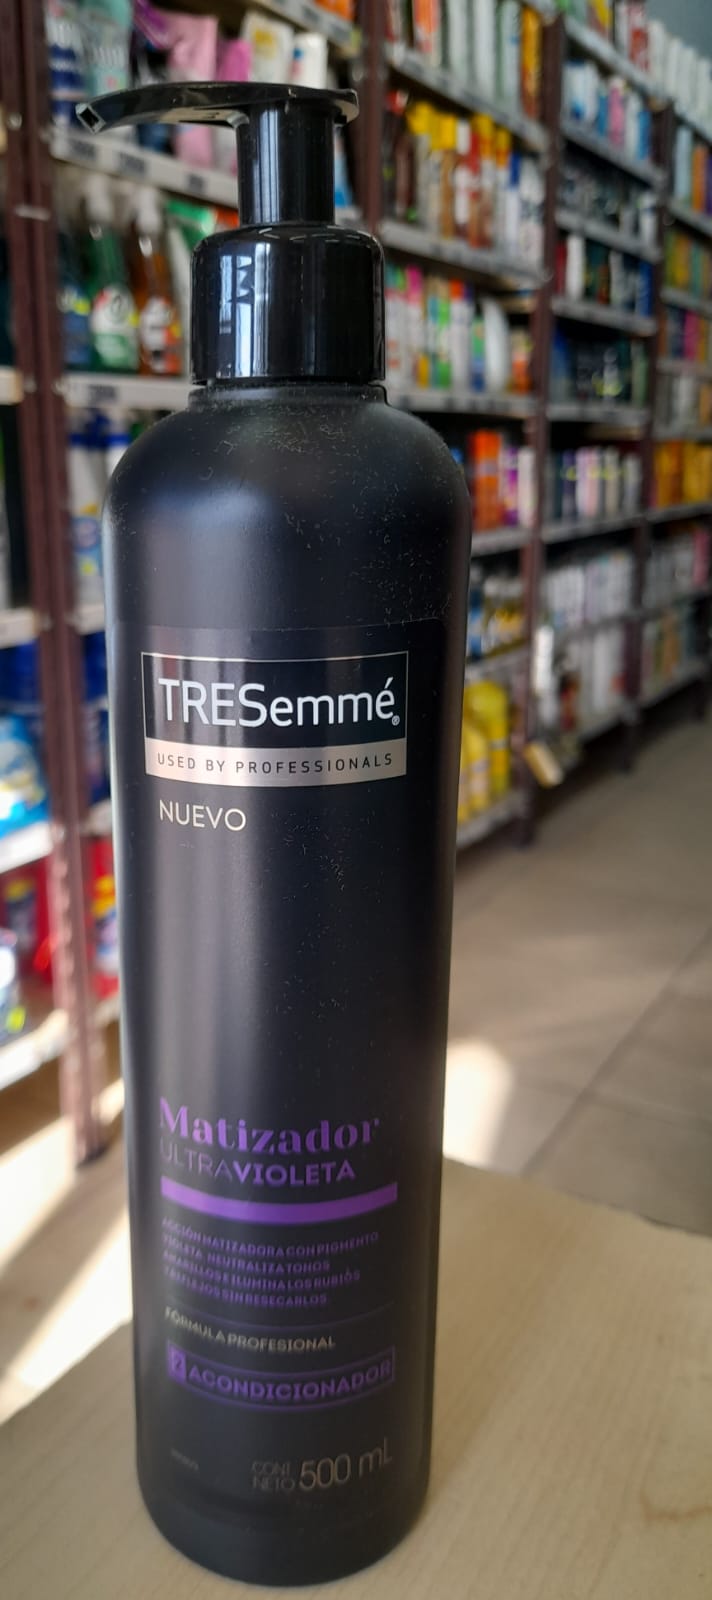 TRESemmé®
USED BY PROFESSIONALS
NUEVO
Matizador
ULTRAVIOLETA
ACCIÓN MATIZADORA CON PIGMENTO
VIOLETA NEUTRALIZA TONOS
AMARILLOS E ILUMINA LOS RUBIOS
Y REFLEJOS SIN RESECARLOS
FÓRMULA PROFESIONAL
2 ACONDICIONADOR
CONT.
NETO 500 mL